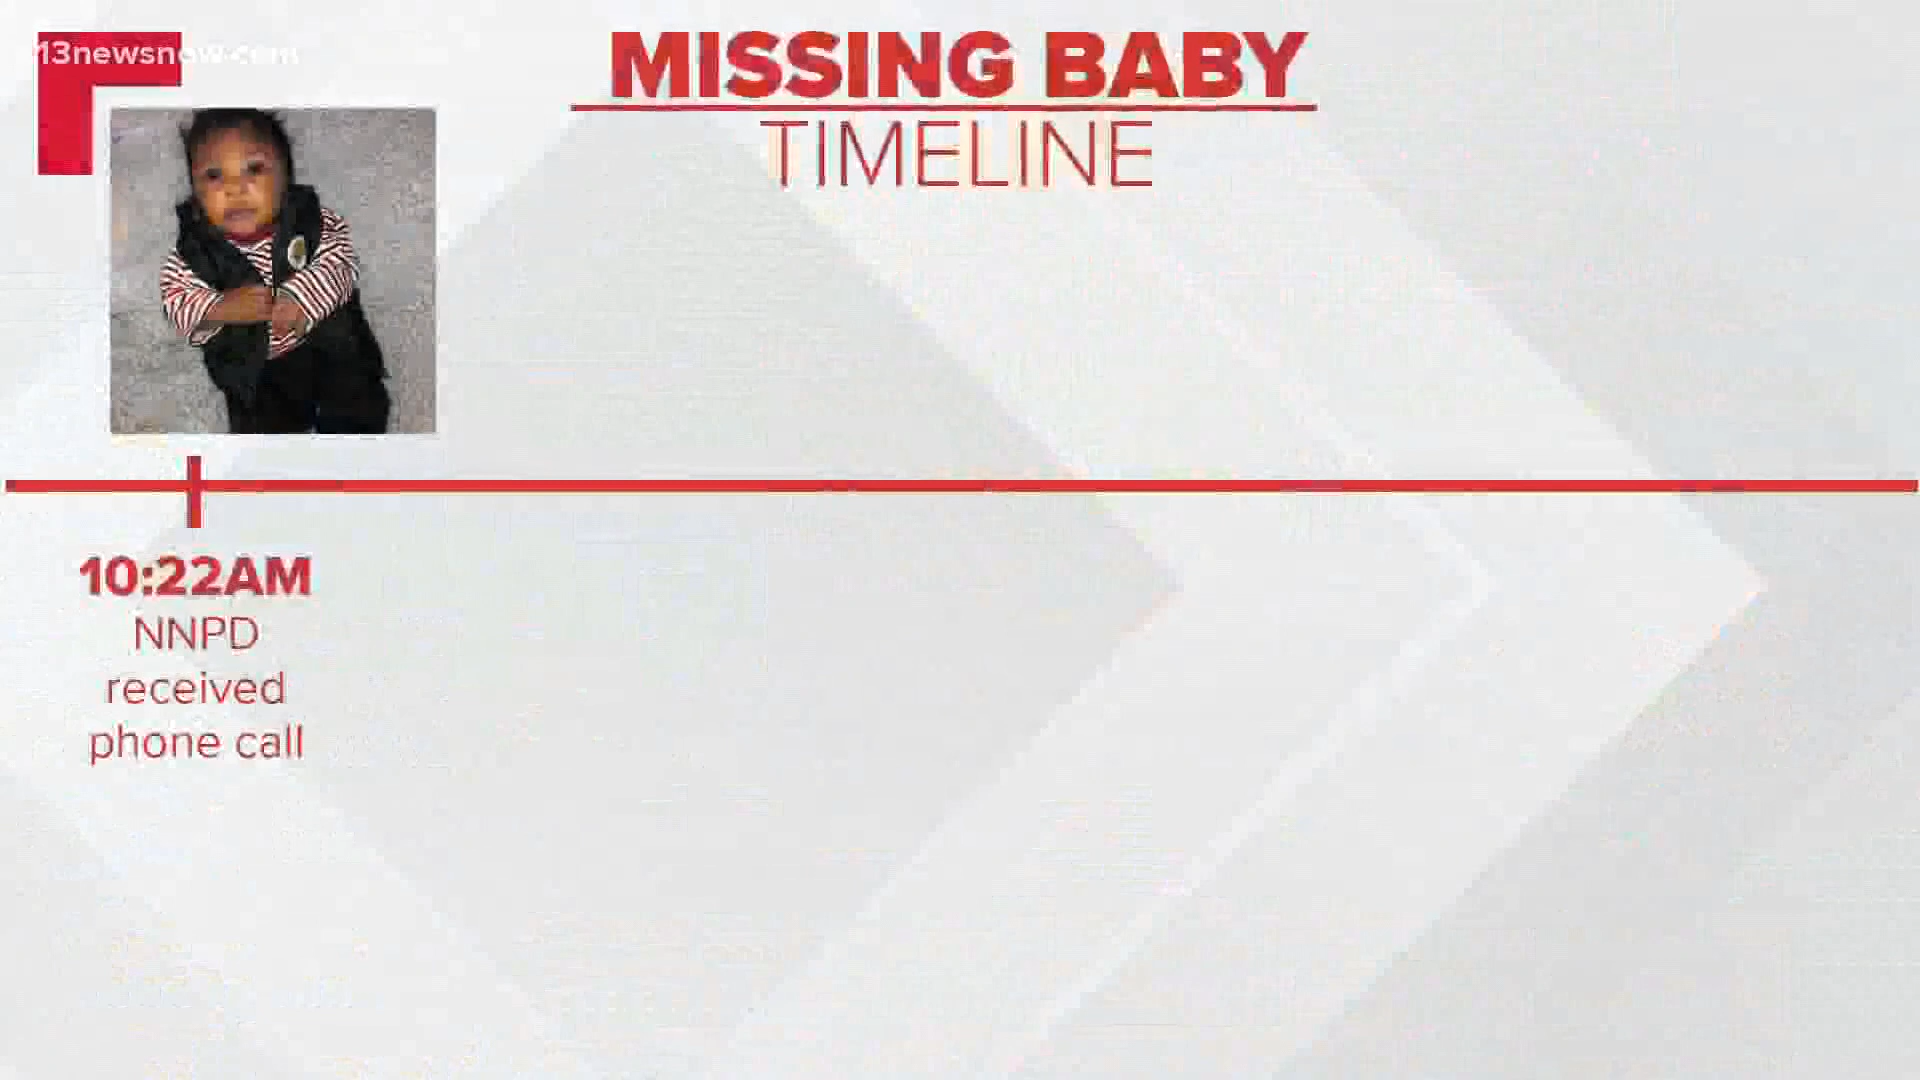 13newsnow.com
MISSING BABY
TIMELINE
10:22AM
NNPD
received
phone call